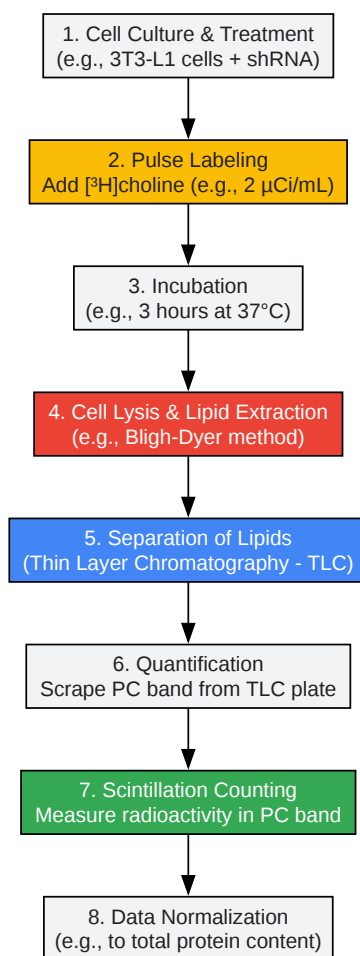 1. Cell Culture & Treatment
(e.g., 3T3-L1 cells + shRNA)
2. Pulse Labeling
Add [³H]choline (e.g., 2 µCi/mL)
3. Incubation
(e.g., 3 hours at 37°C)
4. Cell Lysis & Lipid Extraction
(e.g., Bligh-Dyer method)
5. Separation of Lipids
(Thin Layer Chromatography - TLC)
6. Quantification
Scrape PC band from TLC plate
7. Scintillation Counting
Measure radioactivity in PC band
8. Data Normalization
(e.g., to total protein content)